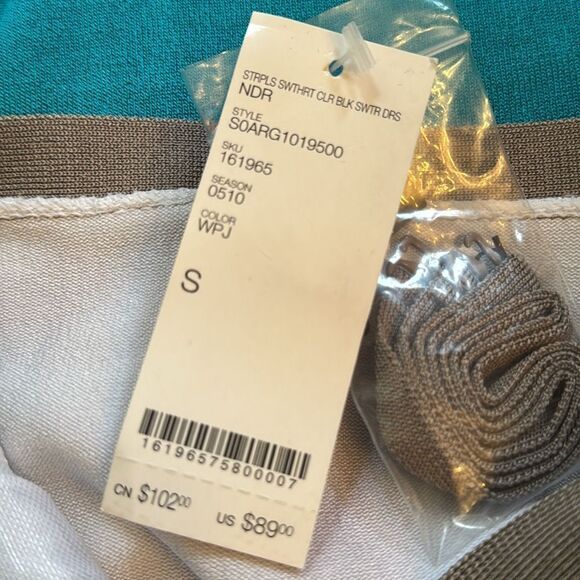 STRPLS SWTHRT CLR BLK SWTR DRS
NDR
STYLE
S0ARG1019500
SKU
161965
SEASON
0510
COLOR
WPJ
S
16196575800007
CN $102.00
US $89.00